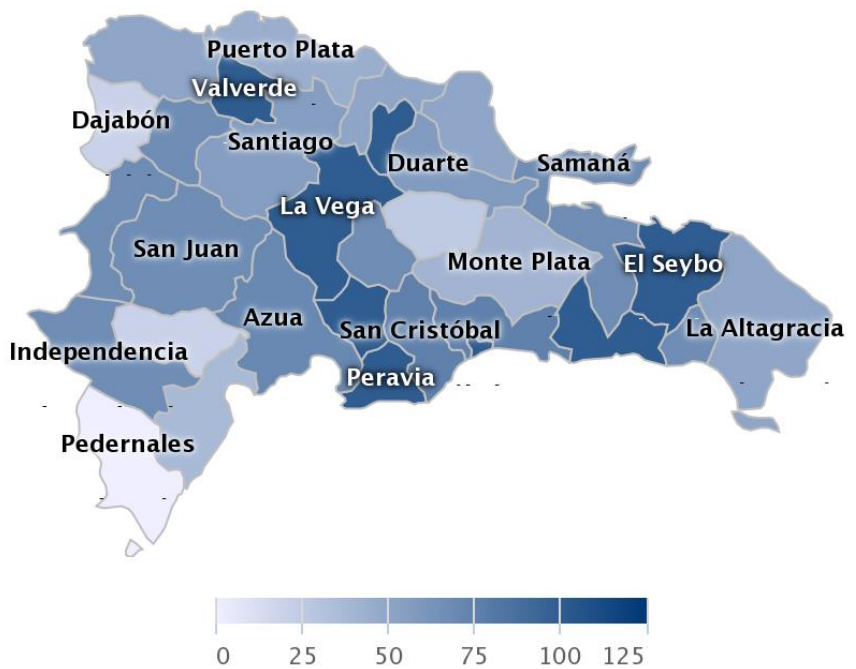 Puerto Plata
Valverde
Dajabón
Santiago
Duarte
Samaná
La Vega
San Juan
Monte Plata
El Seybo
Azua
San Cristóbal
La Altagracia
Independencia
Peravia
Pedernales
0 25 50 75 100 125